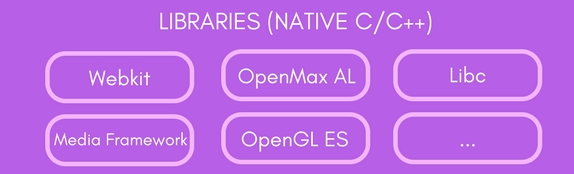 LIBRARIES (NATIVE C/C++)
Webkit
OpenMax AL
Libc
Media Framework
OpenGL ES
...